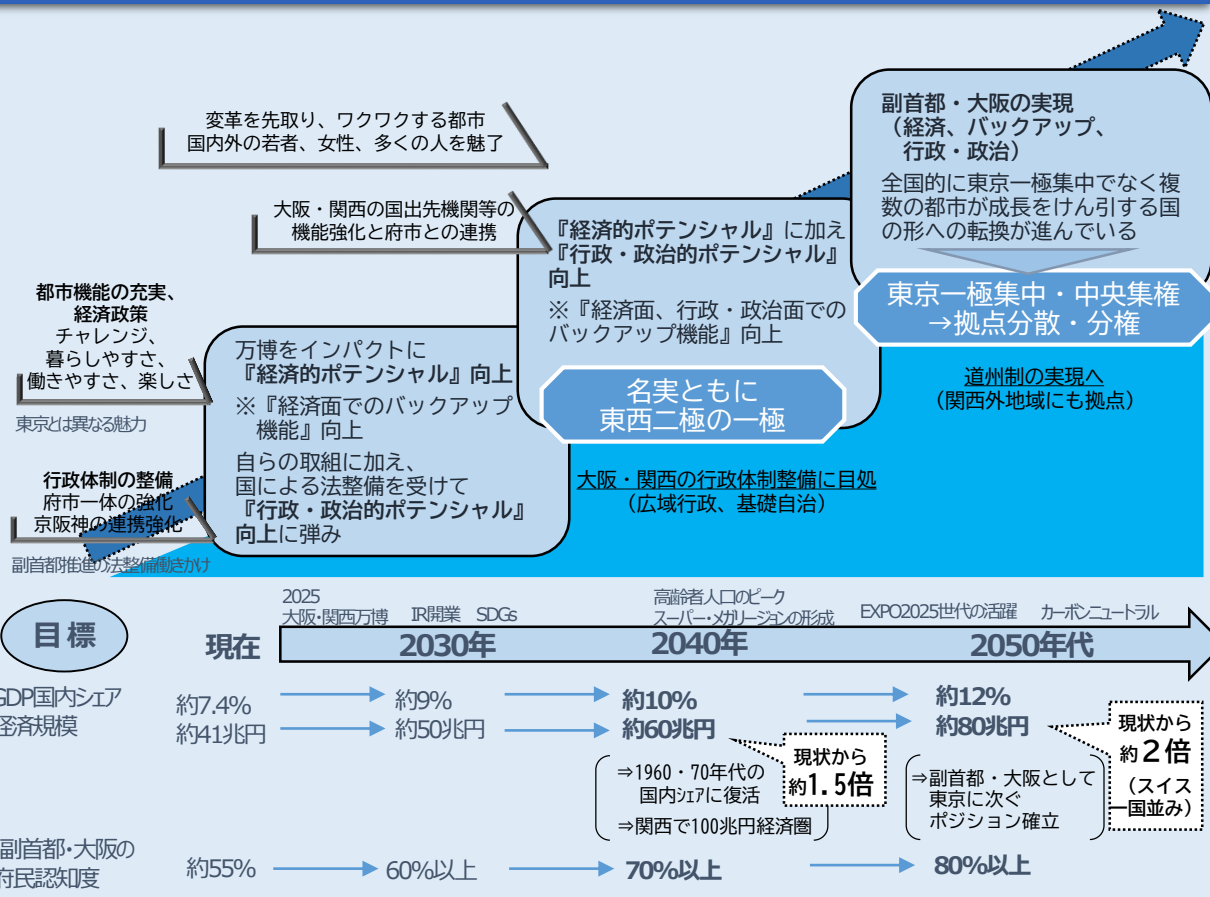 副首都・大阪の実現
（経済、バックアップ、
行政・政治）
全国的に東京一極集中でなく複
数の都市が成長をけん引する国
の形への転換が進んでいる
東京一極集中・中央集権
→拠点分散・分権
道州制の実現へ
（関西外地域にも拠点）
変革を先取り、ワクワクする都市
国内外の若者、女性、多くの人を魅了
大阪・関西の国出先機関等の
機能強化と府市との連携
『経済的ポテンシャル』に加え
『行政・政治的ポテンシャル』
向上
※『経済面、行政・政治面での
バックアップ機能』向上
名実ともに
東西二極の一極
大阪・関西の行政体制整備に目処
（広域行政、基礎自治）
都市機能の充実、
経済政策
チャレンジ、
暮らしやすさ、
働きやすさ、楽しさ
東京とは異なる魅力
万博をインパクトに
『経済的ポテンシャル』向上
※『経済面でのバックアップ
機能』向上
自らの取組に加え、
国による法整備を受けて
『行政・政治的ポテンシャル』
向上に弾み
行政体制の整備
府市一体の強化
京阪神の連携強化
副首都推進の法整備働きかけ
目標
2025
大阪・関西万博 IR開業 SDGs
高齢者人口のピーク
スーパー・メガリージョンの形成
EXPO2025世代の活躍 カーボンニュートラル
現在 2030年 2040年 2050年代
GDP国内シェア 約7.4% 約9% 約10% 約12%
経済規模 約41兆円 約50兆円 約60兆円 約80兆円
現状から
約1.5倍
現状から
約２倍
（スイス
一国並み）
⇒1960・70年代の
国内シェアに復活
⇒関西で100兆円経済圏
⇒副首都・大阪として
東京に次ぐ
ポジション確立
副首都・大阪の
府民認知度 約55% 60%以上 70%以上 80%以上